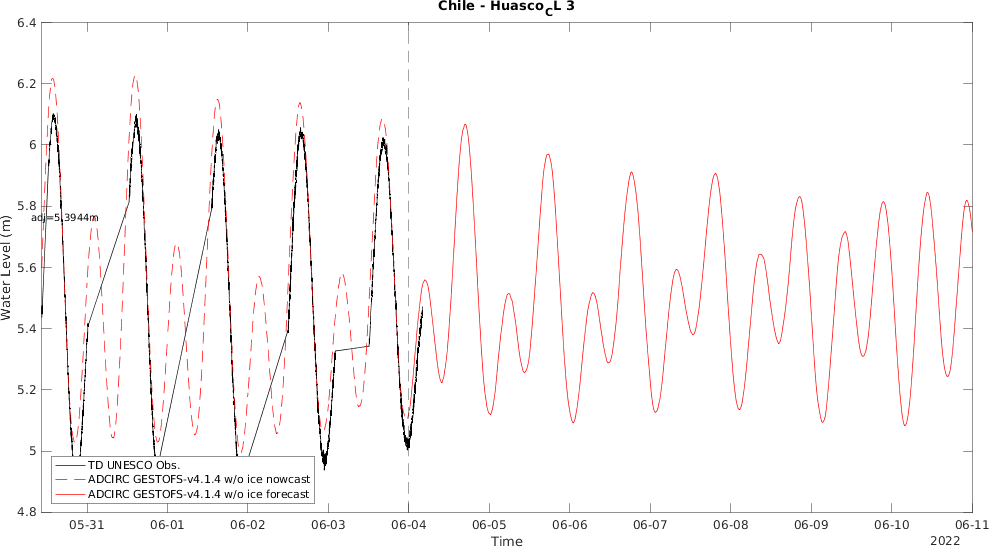 Chile - Huasco_CL 3
6.4
6.2
6
5.8
5.6
5.4
5.2
5
4.8
Water Level (m)
adj=5.3944m
TD UNESCO Obs.
ADCIRC GESTOFS-v4.1.4 w/o ice nowcast
ADCIRC GESTOFS-v4.1.4 w/o ice forecast
05-31 06-01 06-02 06-03 06-04 06-05 06-06 06-07 06-08 06-09 06-10 06-11
Time
2022